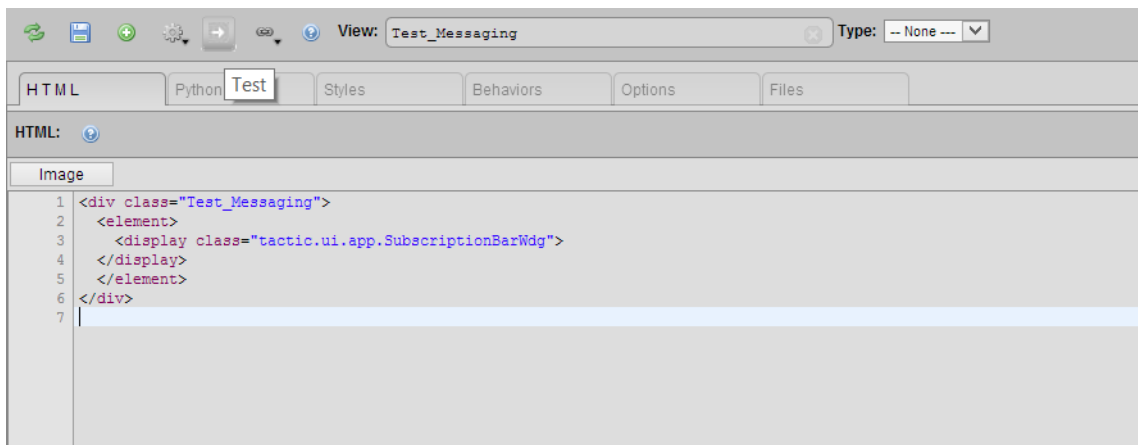 View: Test_Messaging Type: -- None ---
HTML Python Test Styles Behaviors Options Files
HTML:
Image
1 <div class="Test_Messaging">
2   <element>
3     <display class="tactic.ui.app.SubscriptionBarWdg">
4   </display>
5   </element>
6 </div>
7